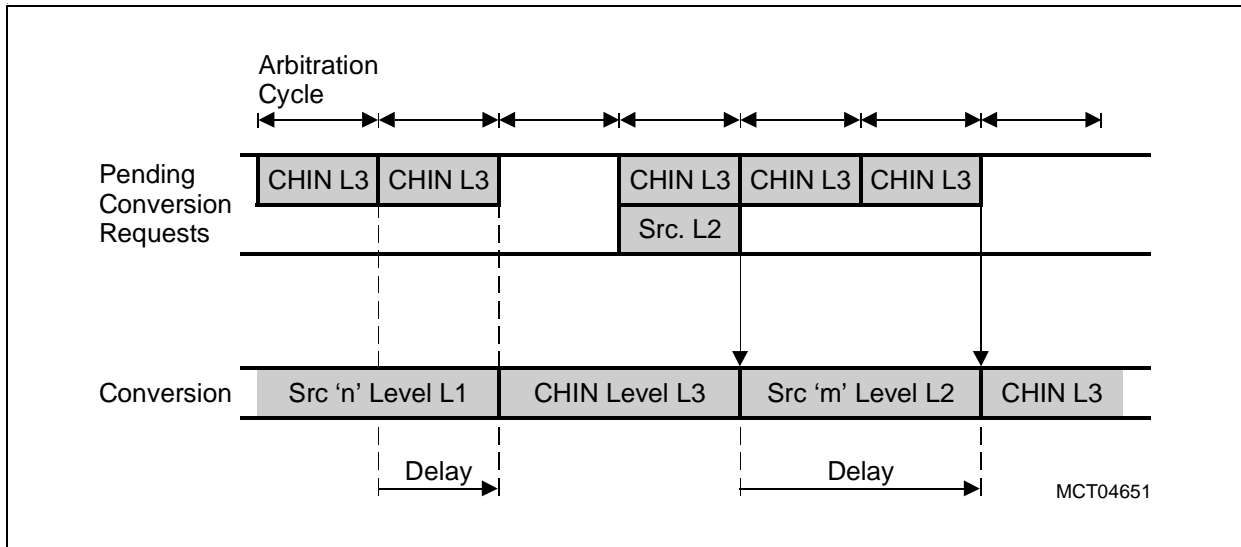 Arbitration
Cycle
Pending
Conversion
Requests
CHIN L3 CHIN L3 CHIN L3 CHIN L3 CHIN L3
Src. L2
Conversion Src ‘n’ Level L1 CHIN Level L3 Src ‘m’ Level L2 CHIN L3
Delay Delay
MCT04651